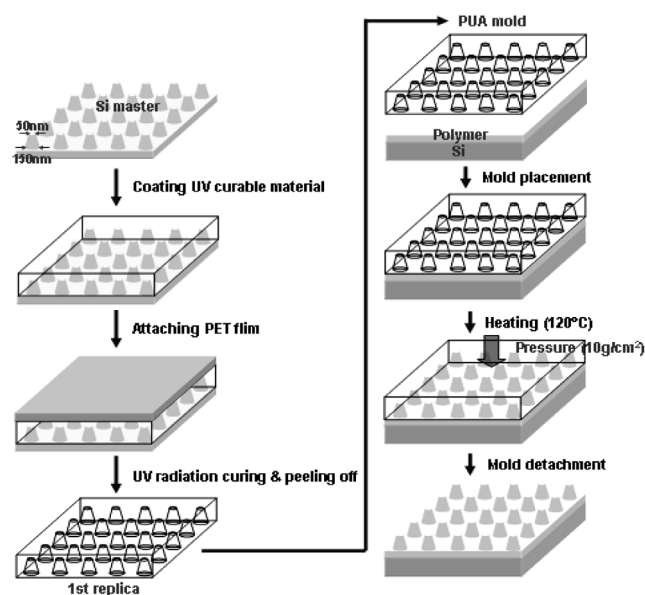 Si master
50nm
150nm
Coating UV curable material
Attaching PET flim
UV radiation curing & peeling off
1st replica
PUA mold
Polymer
Si
Mold placement
Heating (120°C)
Pressure (10g/cm²)
Mold detachment